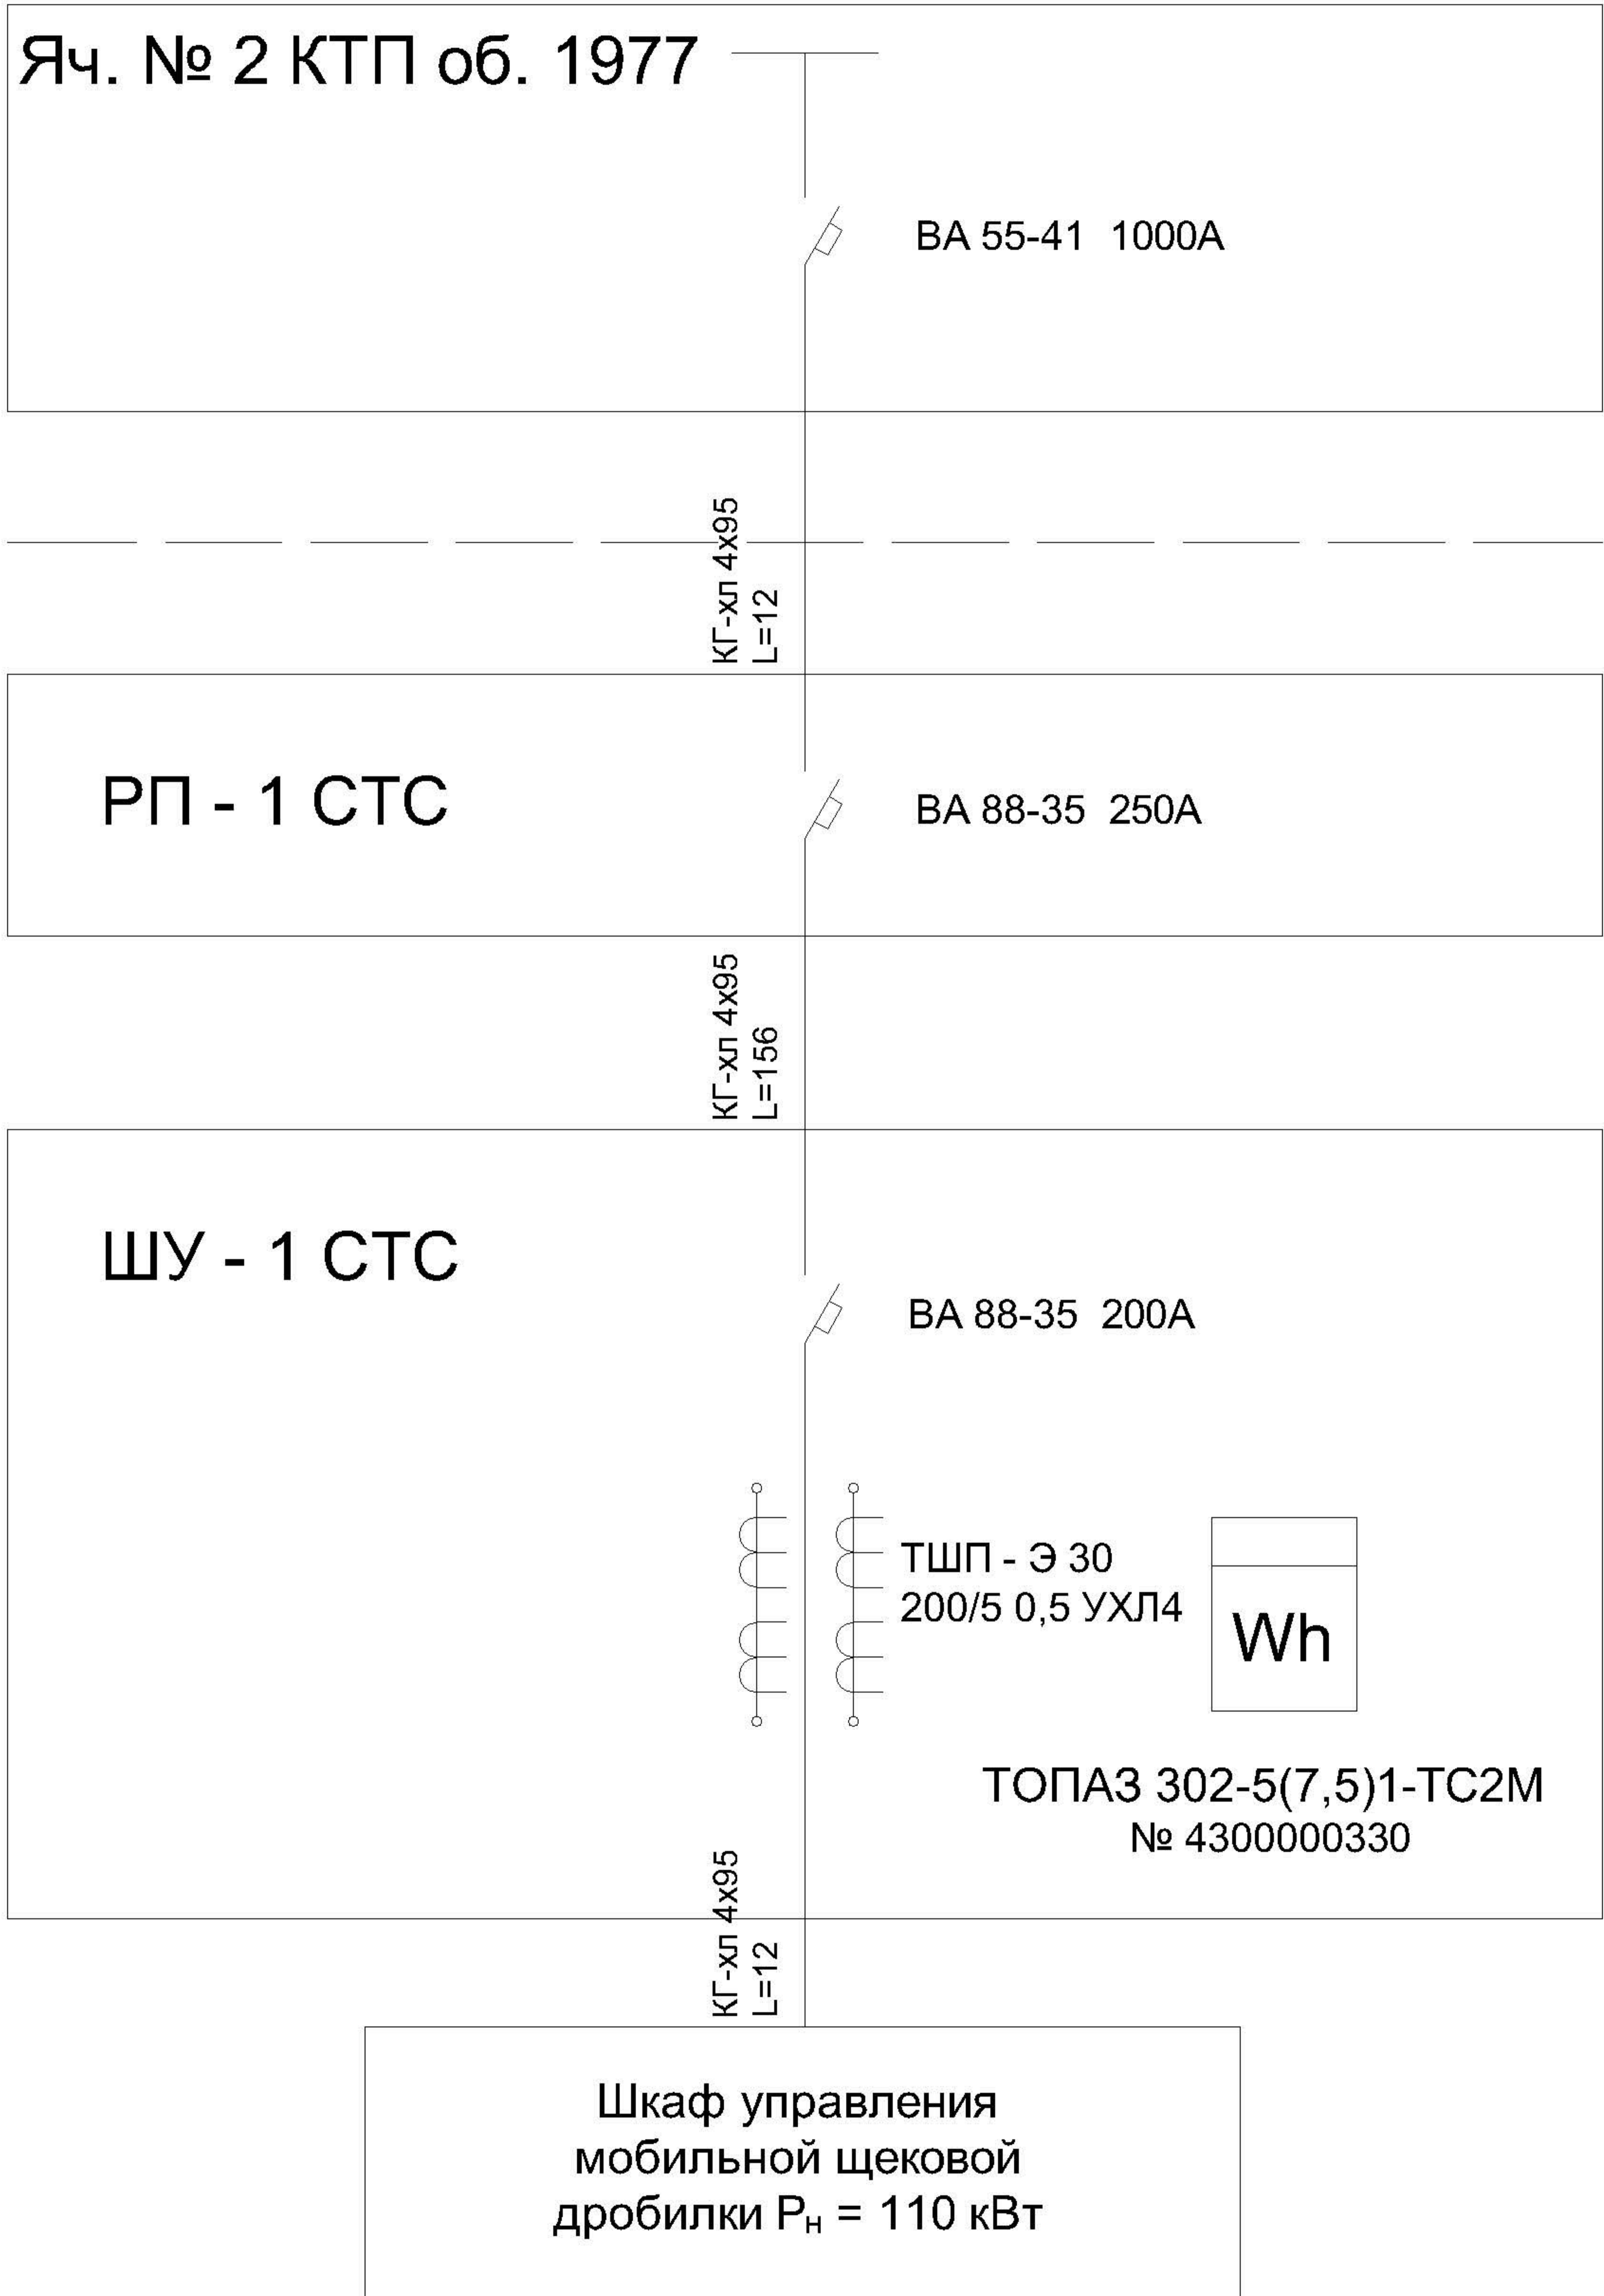 Яч. № 2 КТП об. 1977
ВА 55-41 1000А
КГ-хл 4х95
L=12
РП - 1 СТС
ВА 88-35 250А
КГ-хл 4х95
L=156
ШУ - 1 СТС
ВА 88-35 200А
ТШП - Э 30
200/5 0,5 УХЛ4
Wh
ТОПАЗ 302-5(7,5)1-ТС2М
№ 4300000330
КГ-хл 4х95
L=12
Шкаф управления
мобильной щековой
дробилки Рн = 110 кВт